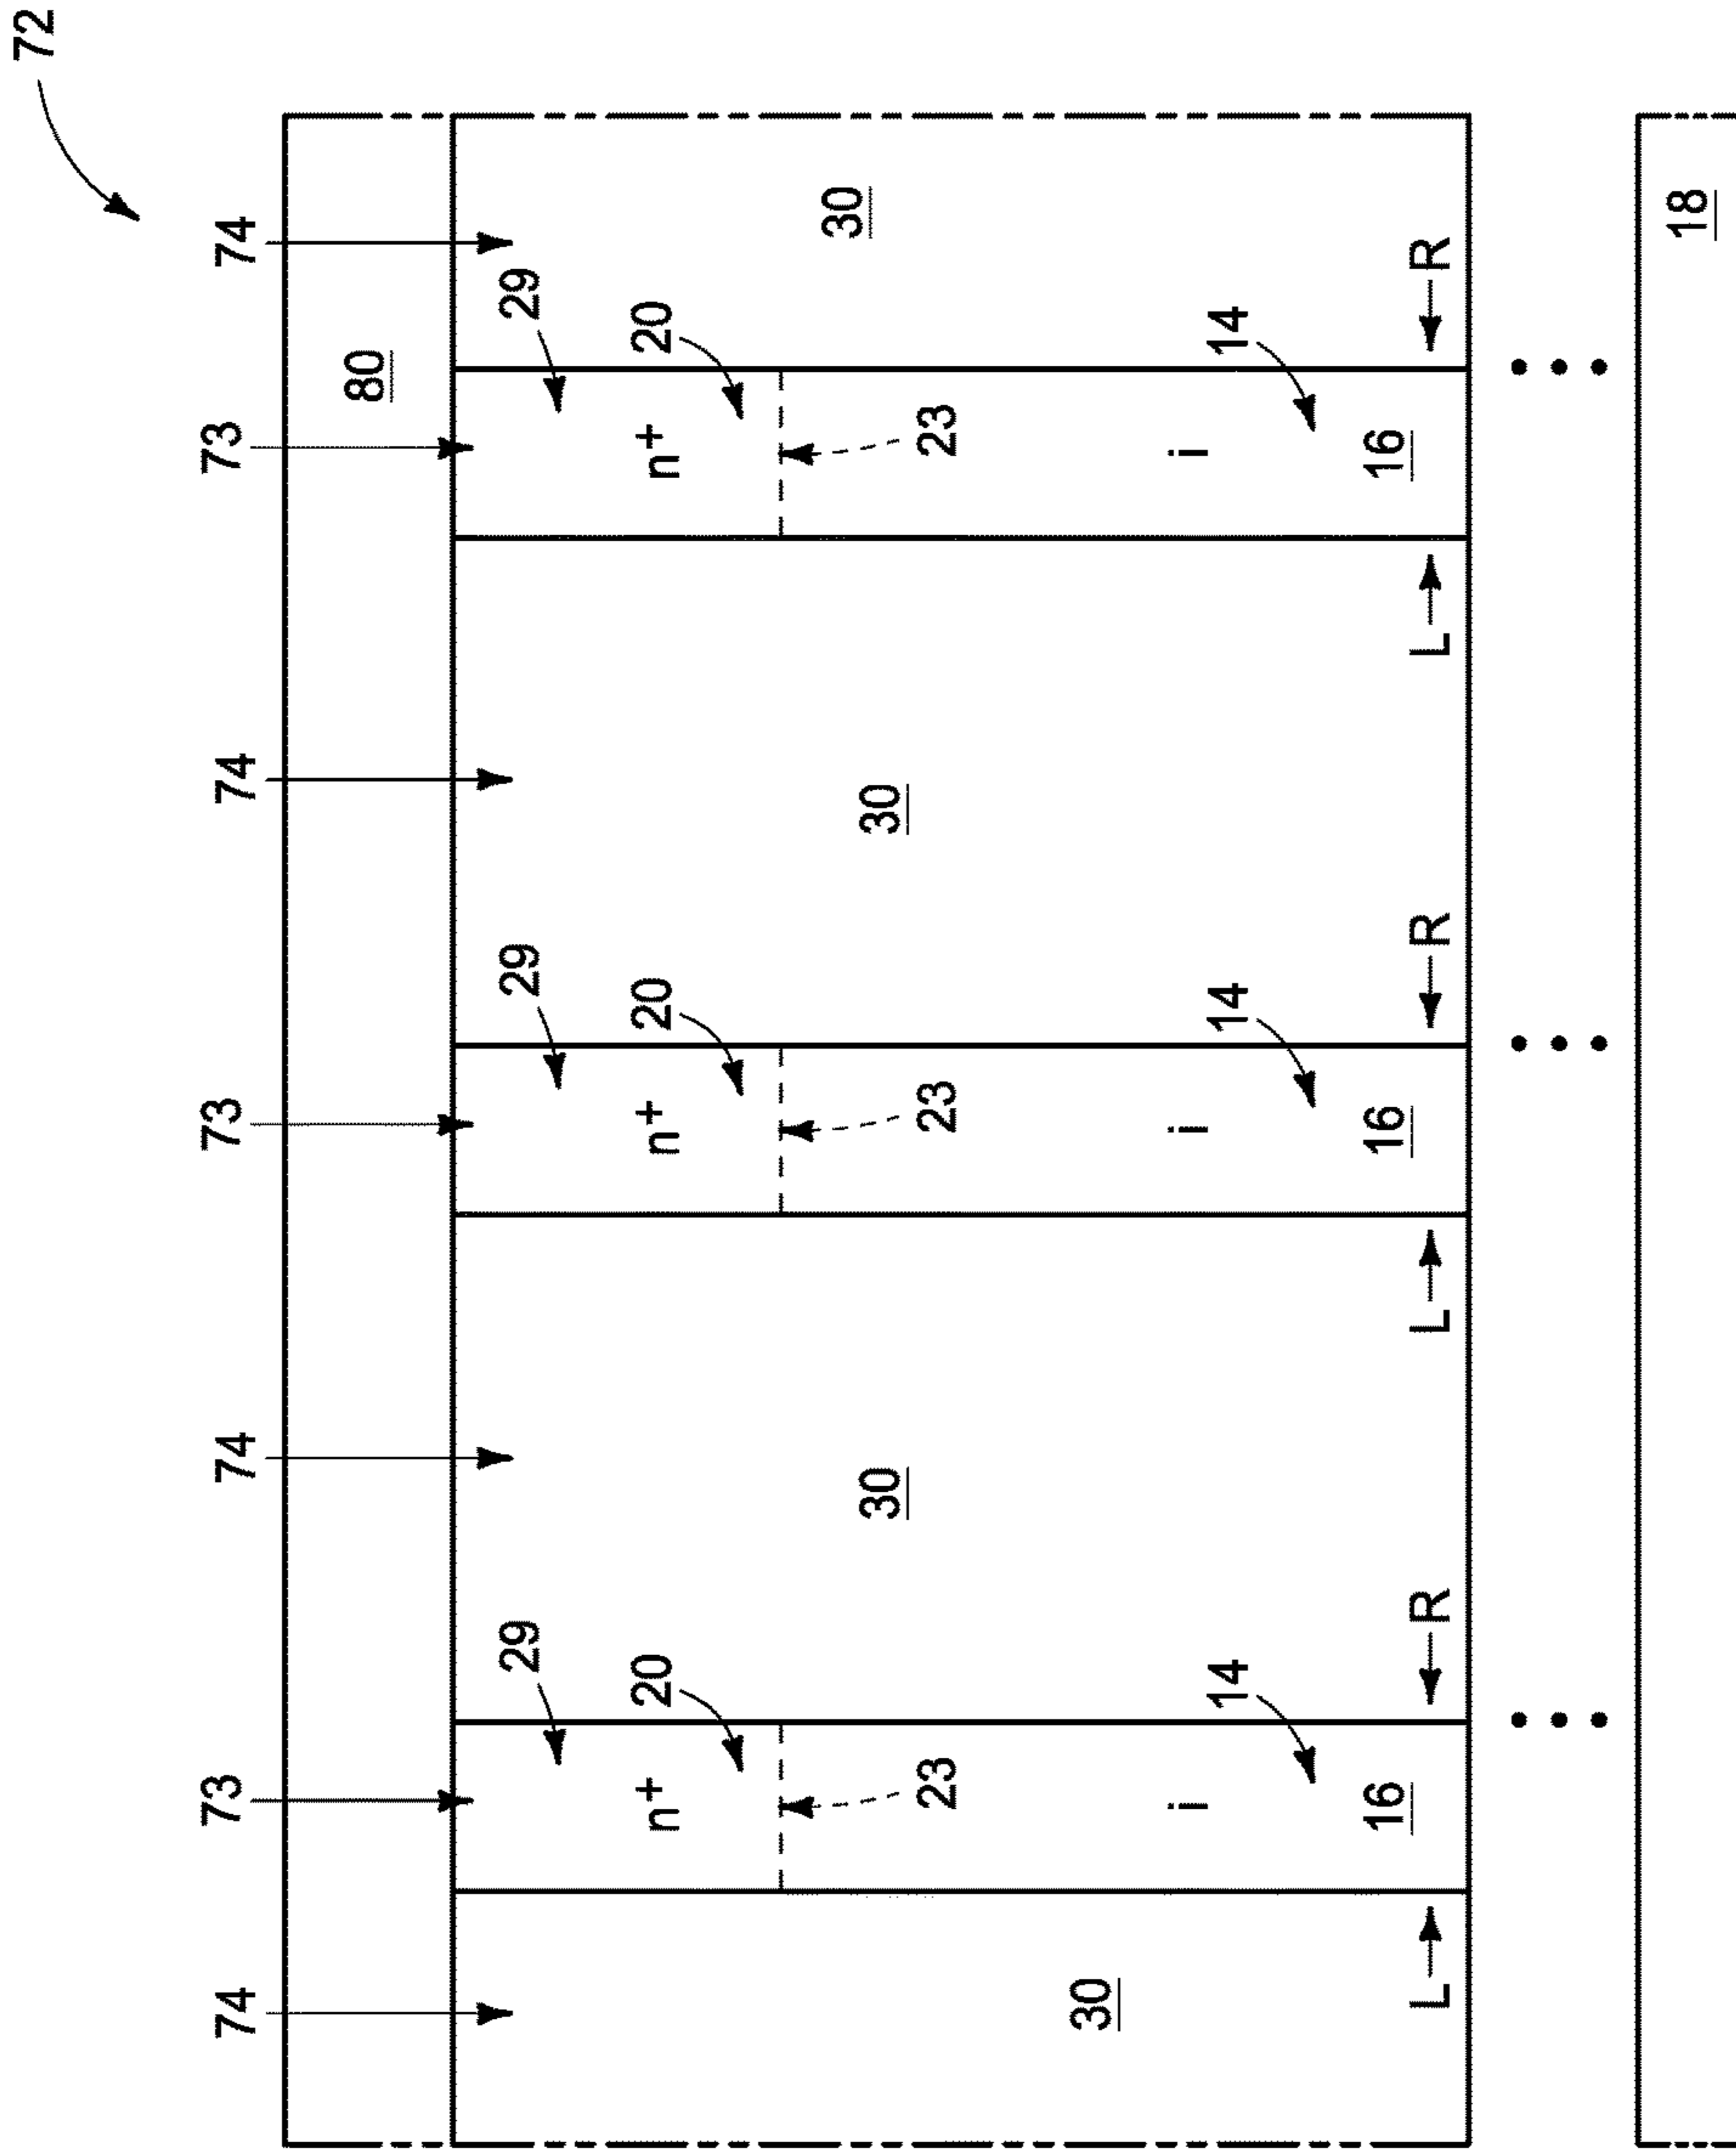 72
74 73 74 73 74 73 74
80
29 29 29
n⁺ 20 n⁺ 20 n⁺ 20
30
30 30
23 23 23
30
i 14 i 14 i 14
16 16 16
L R L R L R
18